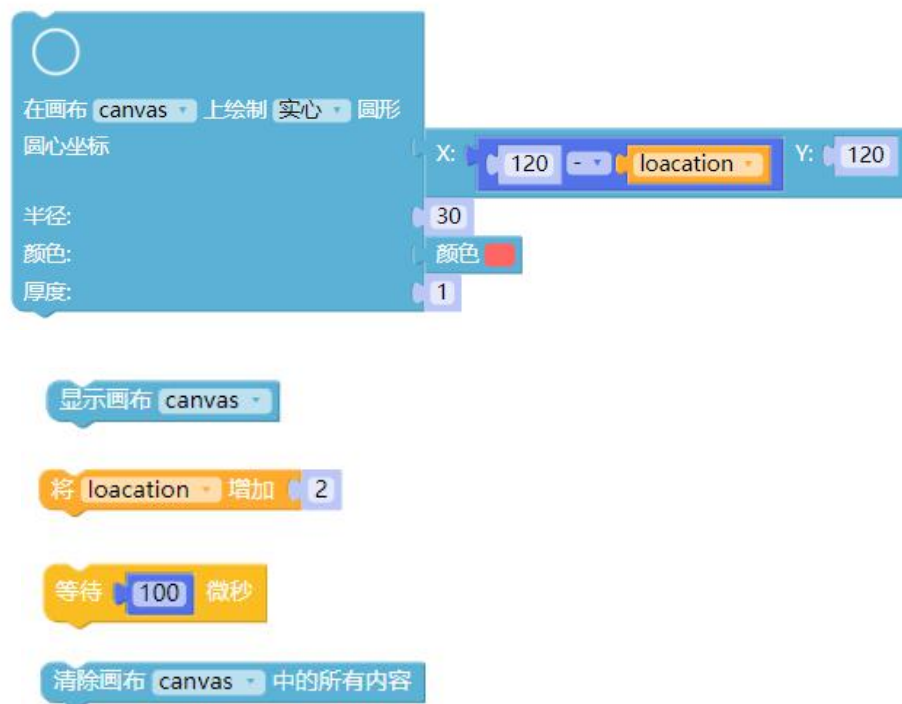 在画布 canvas 上绘制 实心 圆形
圆心坐标 X: 120 - loacation Y: 120
半径: 30
颜色: 颜色
厚度: 1
显示画布 canvas
将 loacation 增加 2
等待 100 微秒
清除画布 canvas 中的所有内容